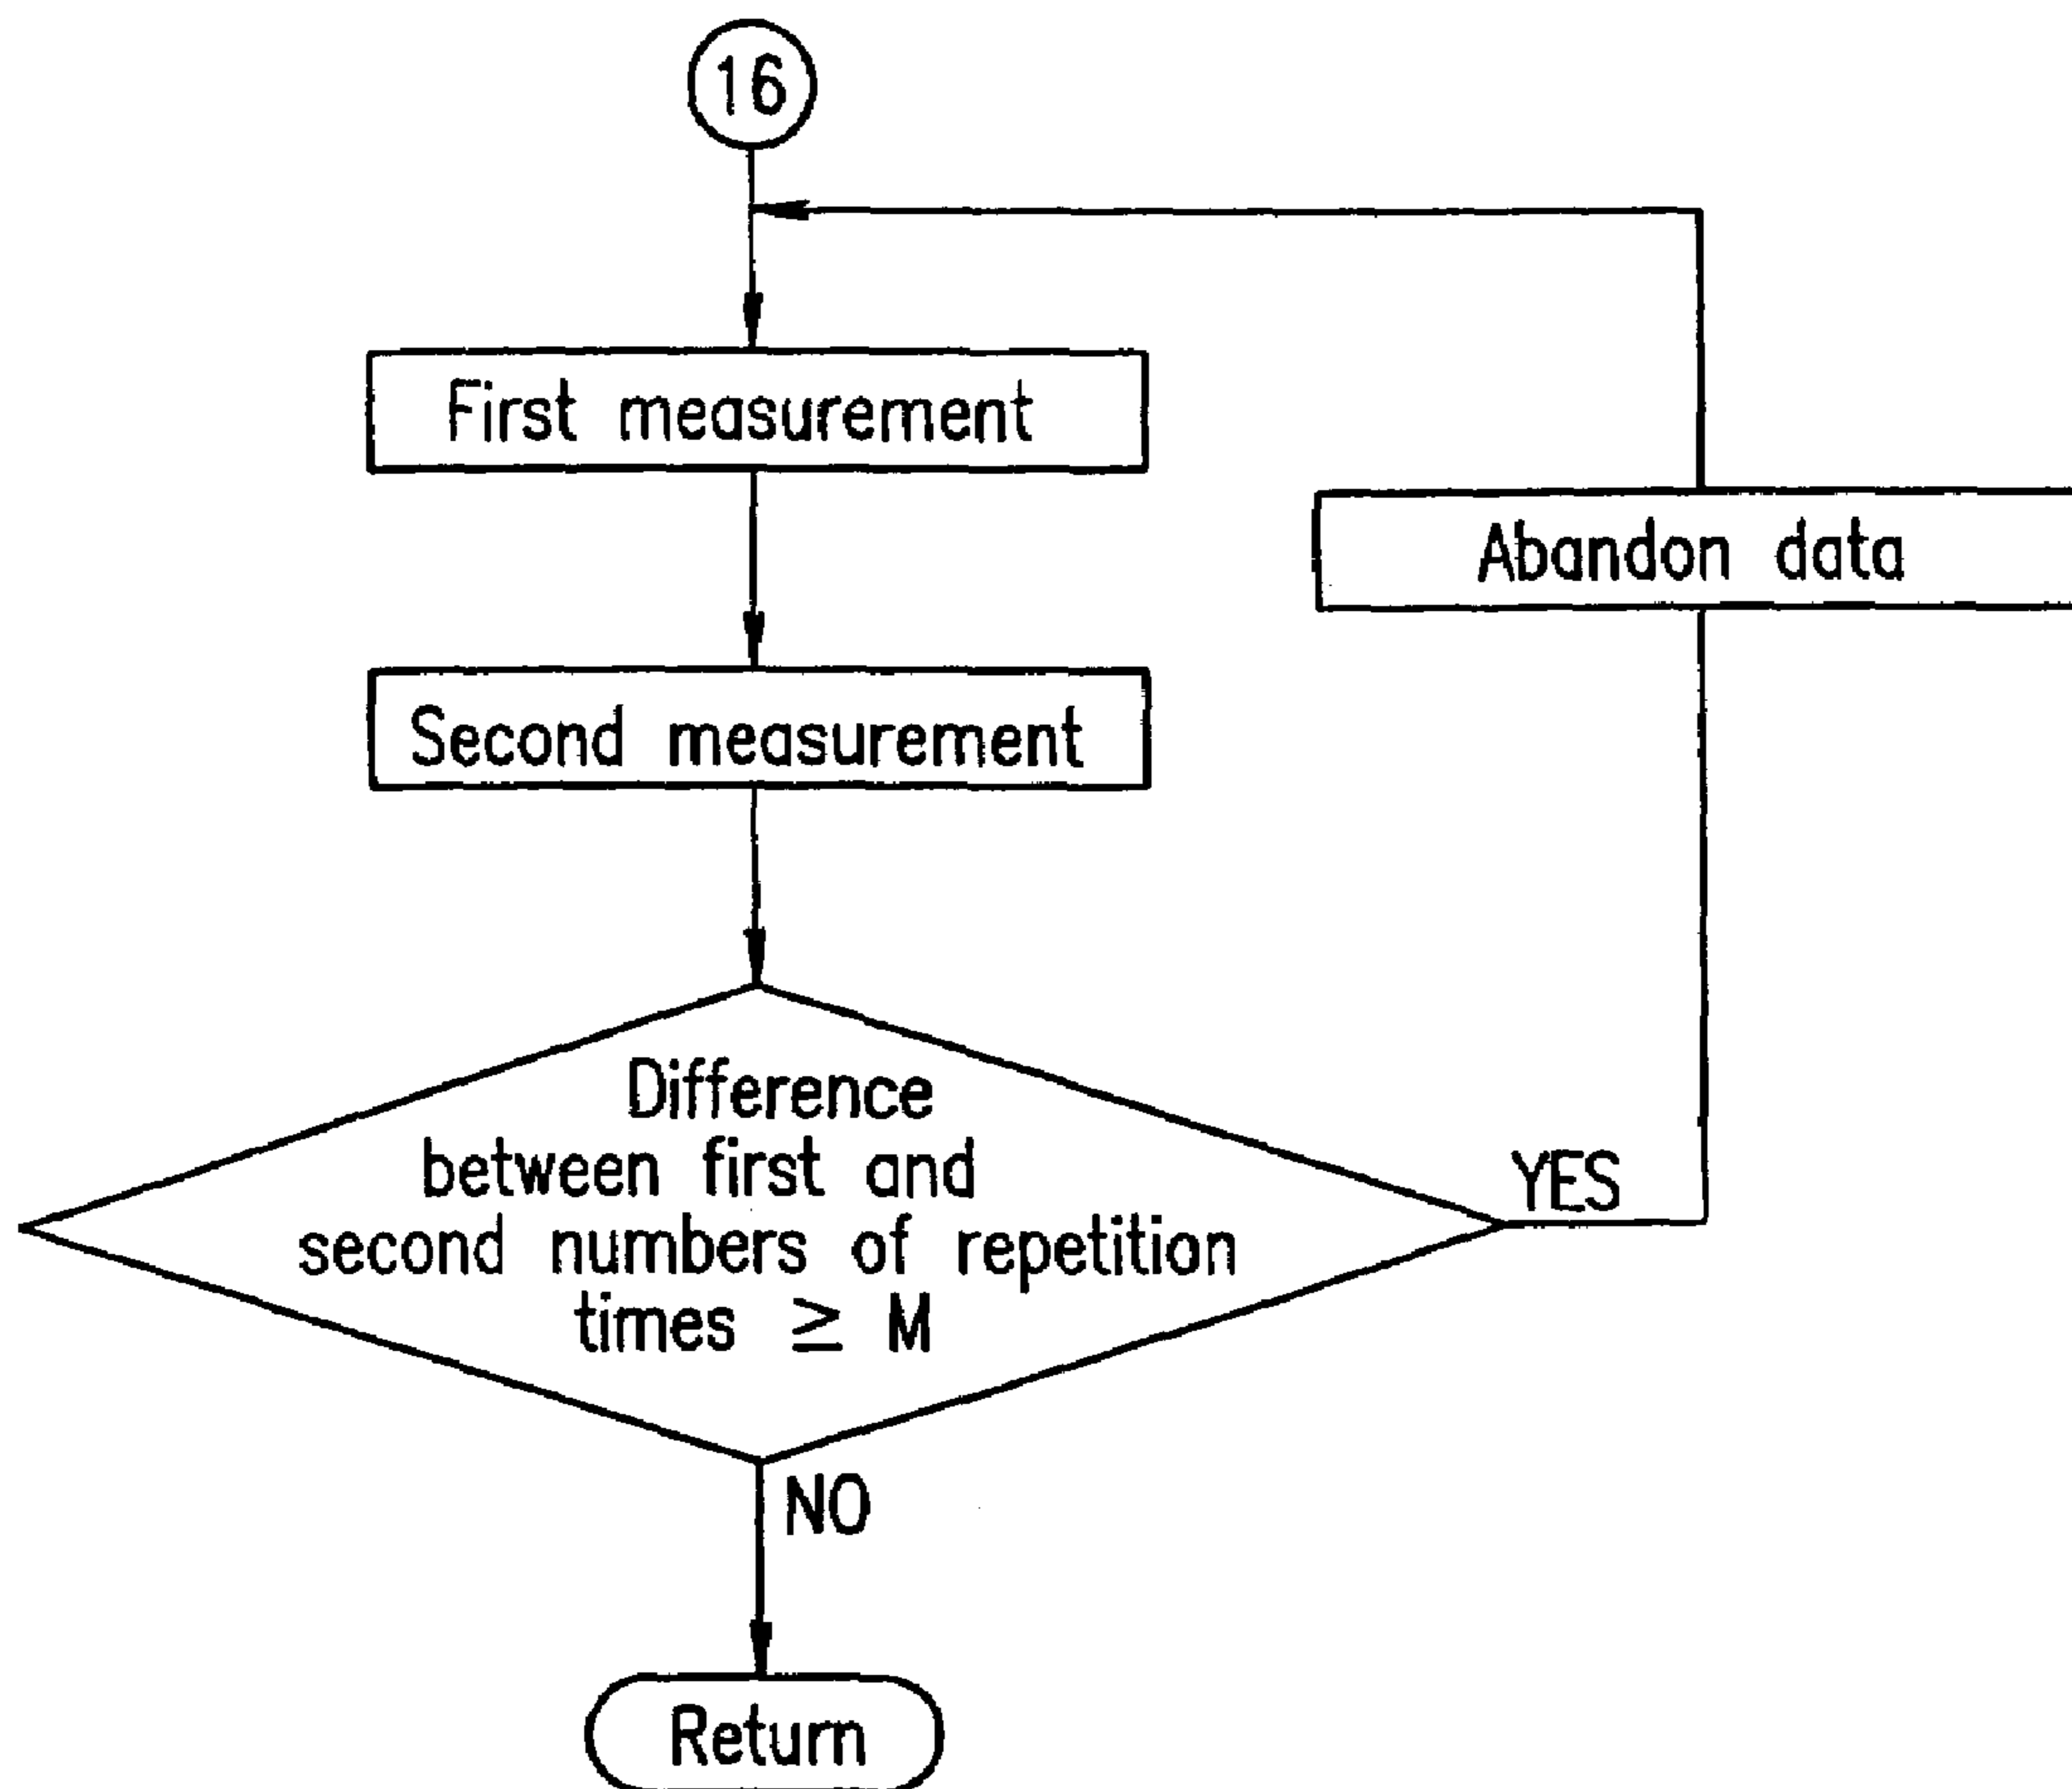 16
First measurement
Abandon data
Second measurement
Difference
between first and
second numbers of repetition
times ≥ M
YES
NO
Return